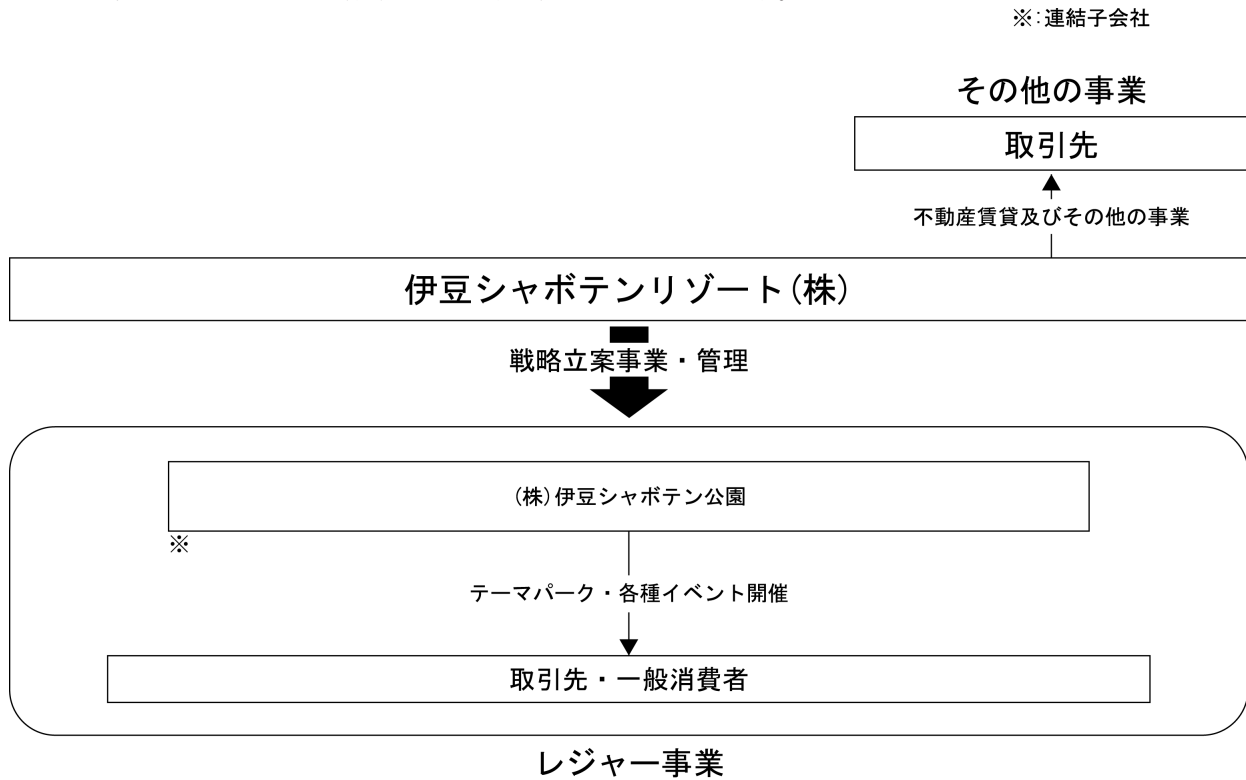 ※：連結子会社
その他の事業
取引先
不動産賃貸及びその他の事業
伊豆シャボテンリゾート(株)
戦略立案事業・管理
(株)伊豆シャボテン公園
※
テーマパーク・各種イベント開催
取引先・一般消費者
レジャー事業